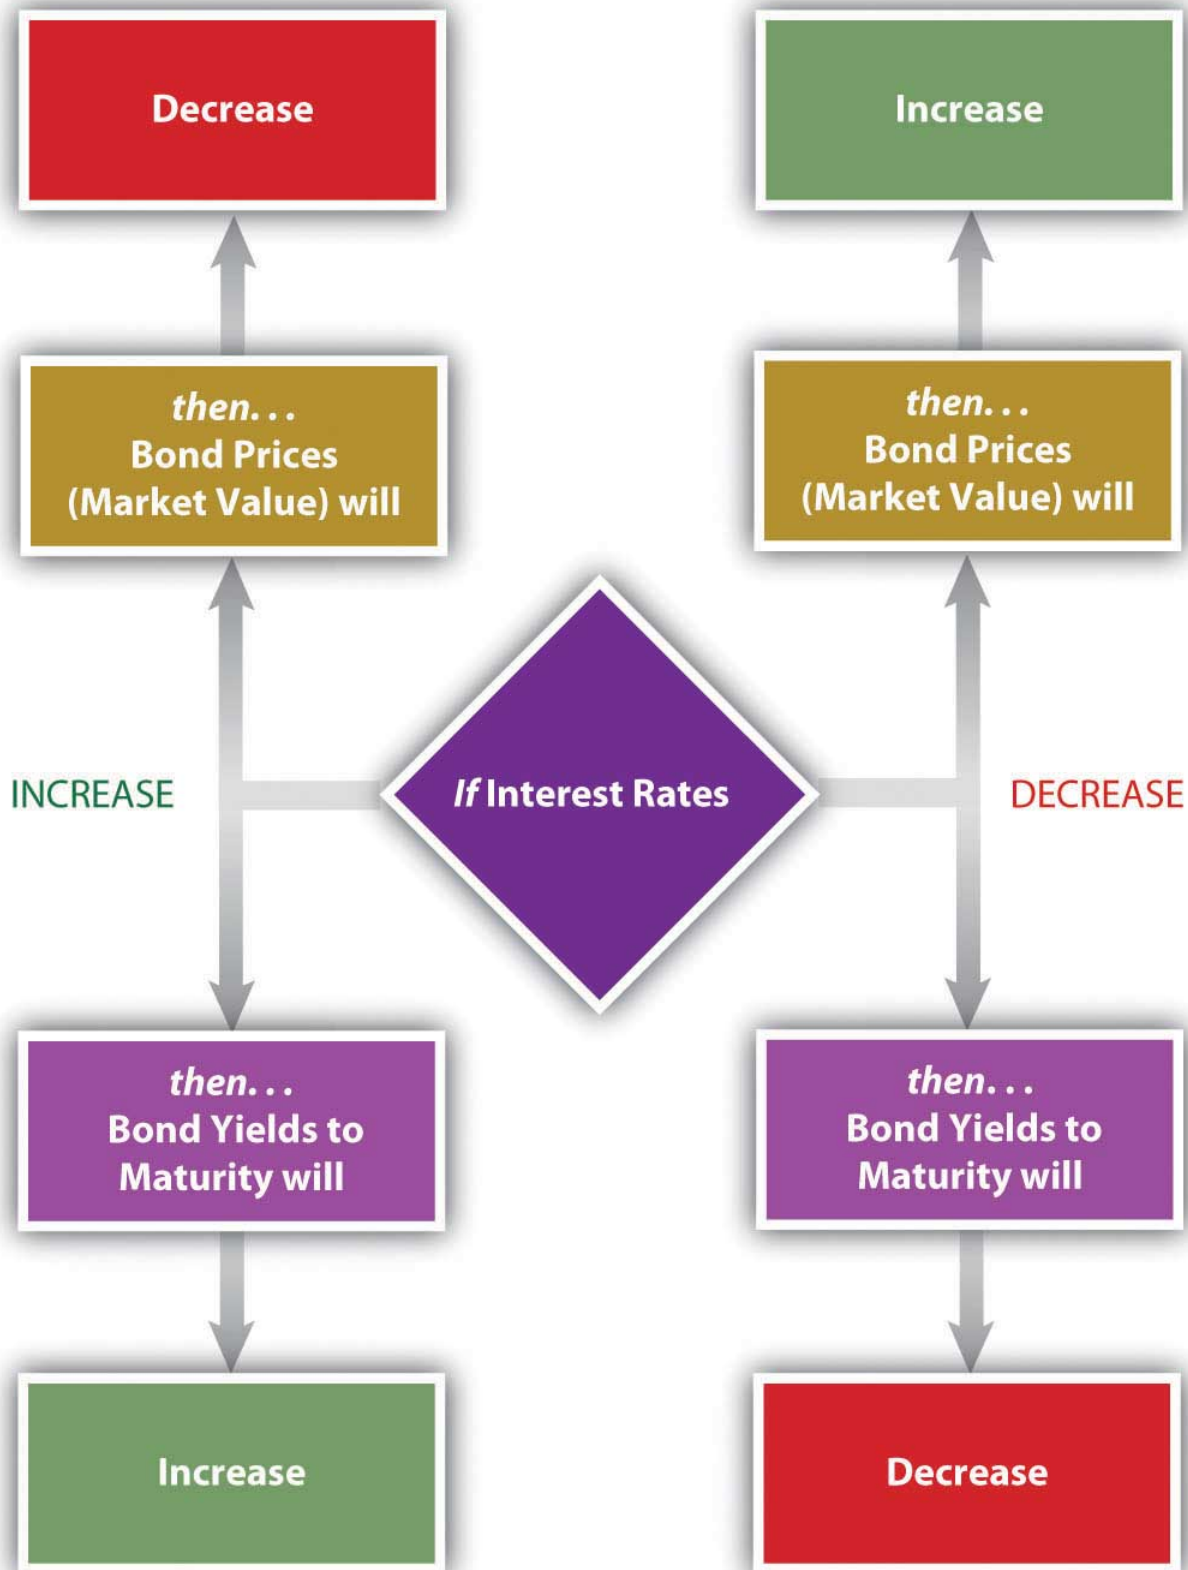 Decrease
Increase
then. . .
Bond Prices
(Market Value) will
then. . .
Bond Prices
(Market Value) will
INCREASE
If Interest Rates
DECREASE
then. . .
Bond Yields to
Maturity will
then. . .
Bond Yields to
Maturity will
Increase
Decrease